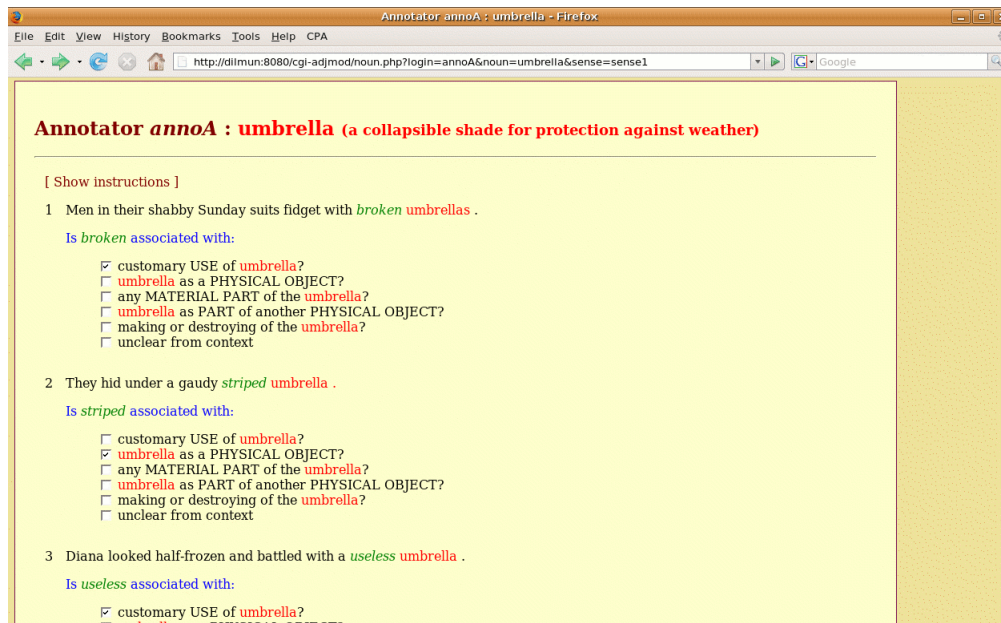 Annotator annoA : umbrella - Firefox
File Edit View History Bookmarks Tools Help CPA
http://dilmun:8080/cgi-adjmod/noun.php?login=annoA&noun=umbrella&sense=sense1 G Google
Annotator annoA : umbrella (a collapsible shade for protection against weather)
[ Show instructions ]
1 Men in their shabby Sunday suits fidget with broken umbrellas .
Is broken associated with:
customary USE of umbrella?
umbrella as a PHYSICAL OBJECT?
any MATERIAL PART of the umbrella?
umbrella as PART of another PHYSICAL OBJECT?
making or destroying of the umbrella?
unclear from context
2 They hid under a gaudy striped umbrella .
Is striped associated with:
customary USE of umbrella?
umbrella as a PHYSICAL OBJECT?
any MATERIAL PART of the umbrella?
umbrella as PART of another PHYSICAL OBJECT?
making or destroying of the umbrella?
unclear from context
3 Diana looked half-frozen and battled with a useless umbrella .
Is useless associated with:
customary USE of umbrella?